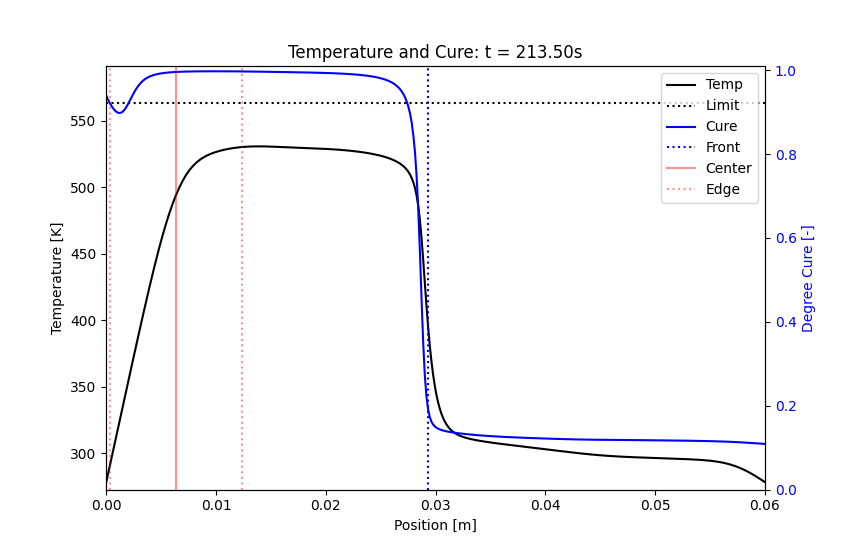 Temperature and Cure: t = 213.50s
Temperature [K]
550
500
450
400
350
300
0.00
0.01
0.02
0.03
0.04
0.05
0.06
Position [m]
1.0
0.8
0.6
0.4
0.2
0.0
Degree Cure [-]
Temp
Limit
Cure
Front
Center
Edge